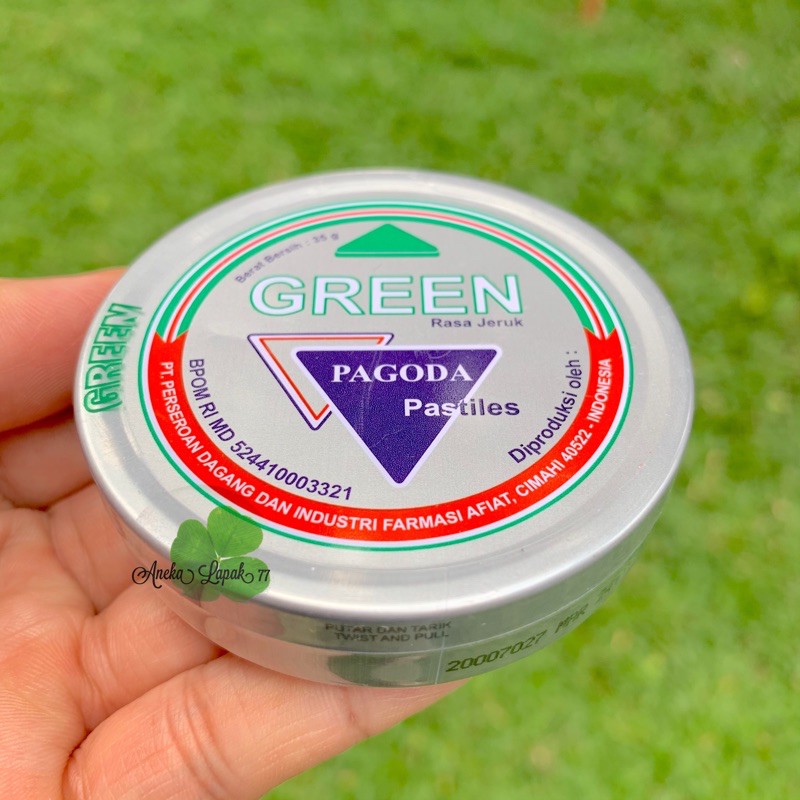 Berat Bersih : 35 g
GREEN
Rasa Jeruk
PAGODA
Pastiles
BPOM RI MD 524410003321
Diproduksi oleh :
PT. PERSEROAN DAGANG DAN INDUSTRI FARMASI AFIAT, CIMAHI 40522 - INDONESIA
GREEN
Aneka Lapak 77
PUTAR DAN TARIK
TWIST AND PULL
20007027 MAR